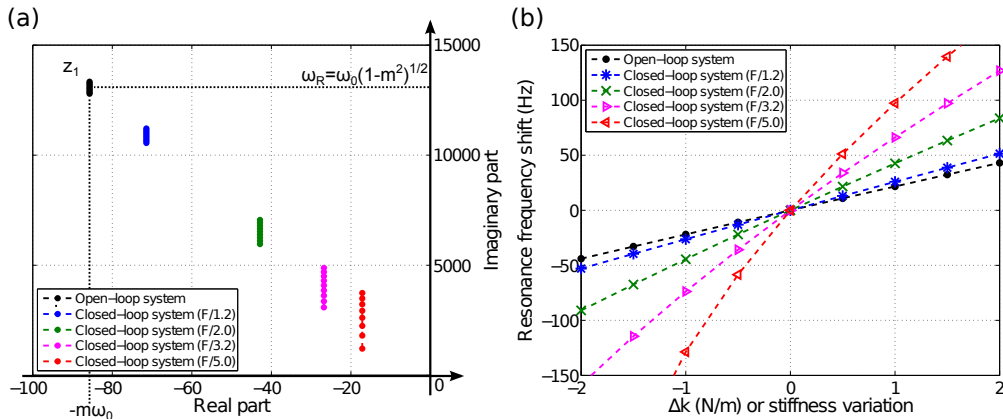 (a)
15000
z1
ωR=ω0(1-m²)^1/2
10000
Imaginary part
5000
Open−loop system
Closed−loop system (F/1.2)
Closed−loop system (F/2.0)
Closed−loop system (F/3.2)
Closed−loop system (F/5.0)
−100 −80 −60 −40 −20 0
-mω0
Real part
(b)
150
100
50
0
−50
−100
−150
Resonance frequency shift (Hz)
Open−loop system
Closed−loop system (F/1.2)
Closed−loop system (F/2.0)
Closed−loop system (F/3.2)
Closed−loop system (F/5.0)
−2 −1 0 1 2
Δk (N/m) or stiffness variation